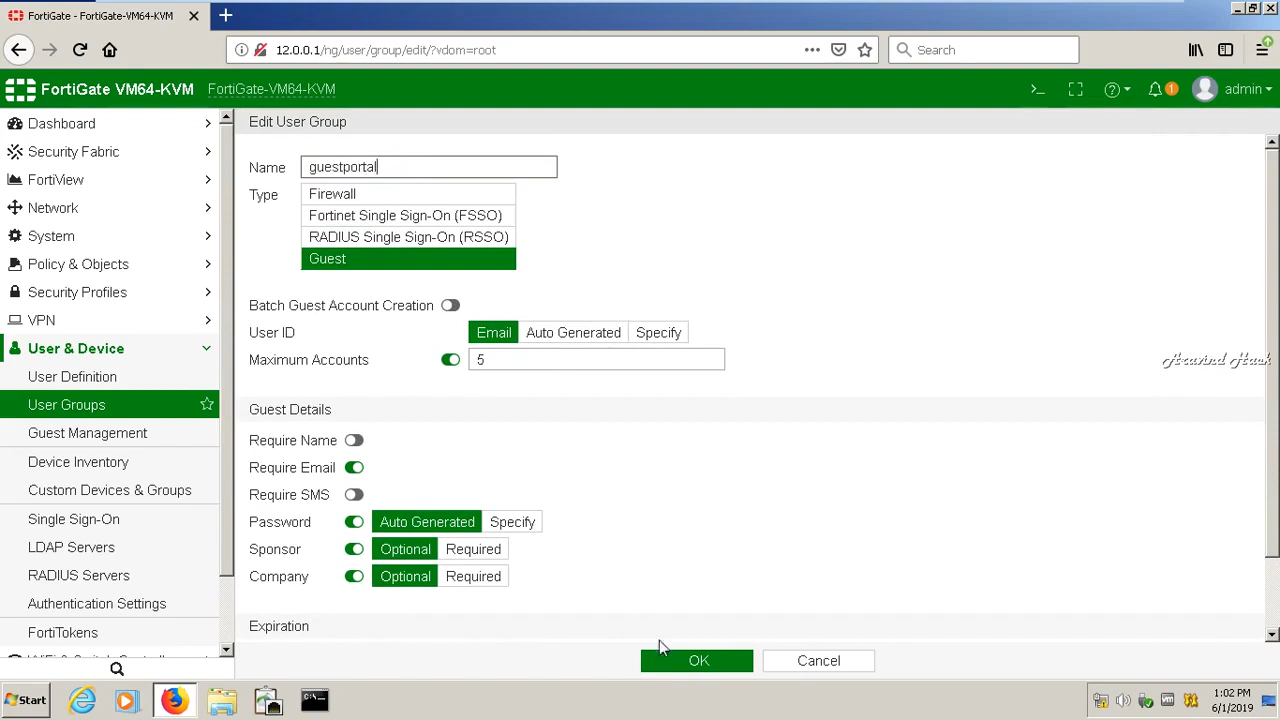 FortiGate - FortiGate-VM64-KVM
12.0.0.1/ng/user/group/edit/?vdom=root
Search
FortiGate VM64-KVM
FortiGate-VM64-KVM
1
admin
Dashboard
Security Fabric
FortiView
Network
System
Policy & Objects
Security Profiles
VPN
User & Device
User Definition
User Groups
Guest Management
Device Inventory
Custom Devices & Groups
Single Sign-On
LDAP Servers
RADIUS Servers
Authentication Settings
FortiTokens
Edit User Group
Name guestportal
Type Firewall
Fortinet Single Sign-On (FSSO)
RADIUS Single Sign-On (RSSO)
Guest
Batch Guest Account Creation
User ID Email Auto Generated Specify
Maximum Accounts 5
Aravind Hask
Guest Details
Require Name
Require Email
Require SMS
Password Auto Generated Specify
Sponsor Optional Required
Company Optional Required
Expiration
OK Cancel
Start
1:02 PM
6/1/2019